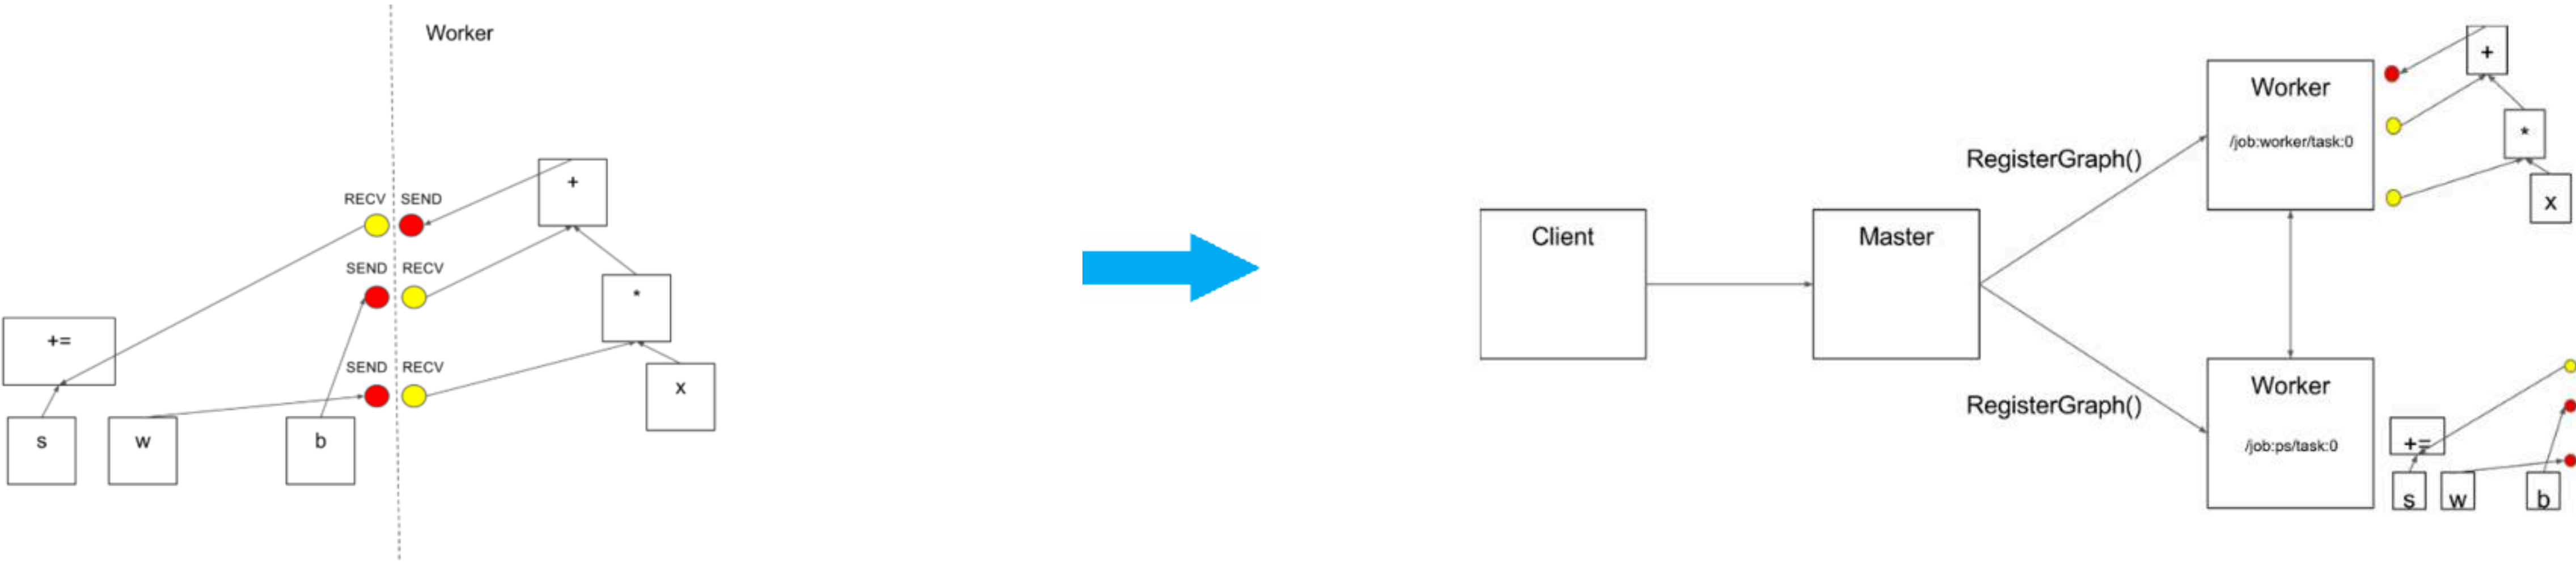 Worker
+
RECV SEND
SEND RECV
*
+=
SEND RECV
x
s w b
+
Worker
*
/job:worker/task:0
RegisterGraph()
x
Client Master
Worker
RegisterGraph()
+=
/job:ps/task:0
s w b